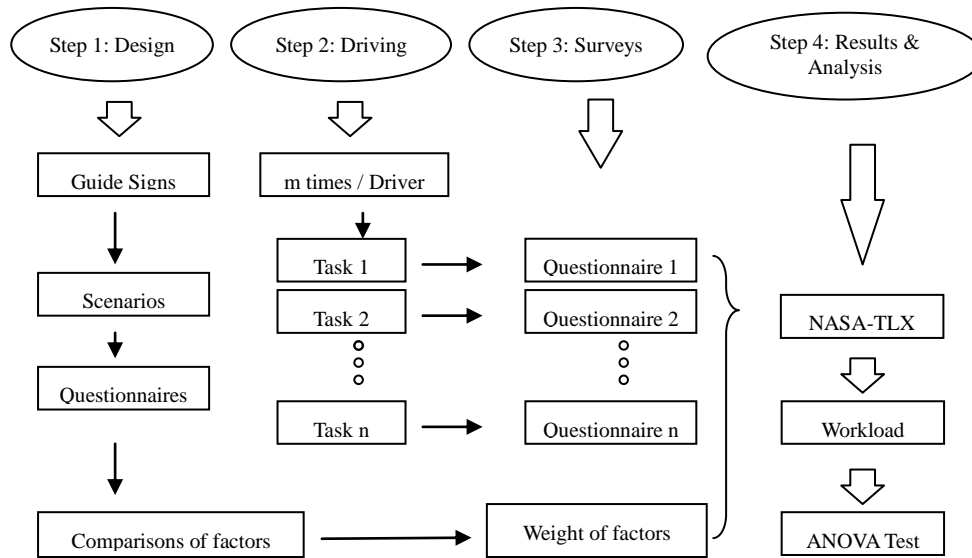 Step 1: Design
Step 2: Driving
Step 3: Surveys
Step 4: Results &
Analysis
Guide Signs
m times / Driver
Task 1
Questionnaire 1
Scenarios
Task 2
Questionnaire 2
NASA-TLX
Questionnaires
Task n
Questionnaire n
Workload
Comparisons of factors
Weight of factors
ANOVA Test